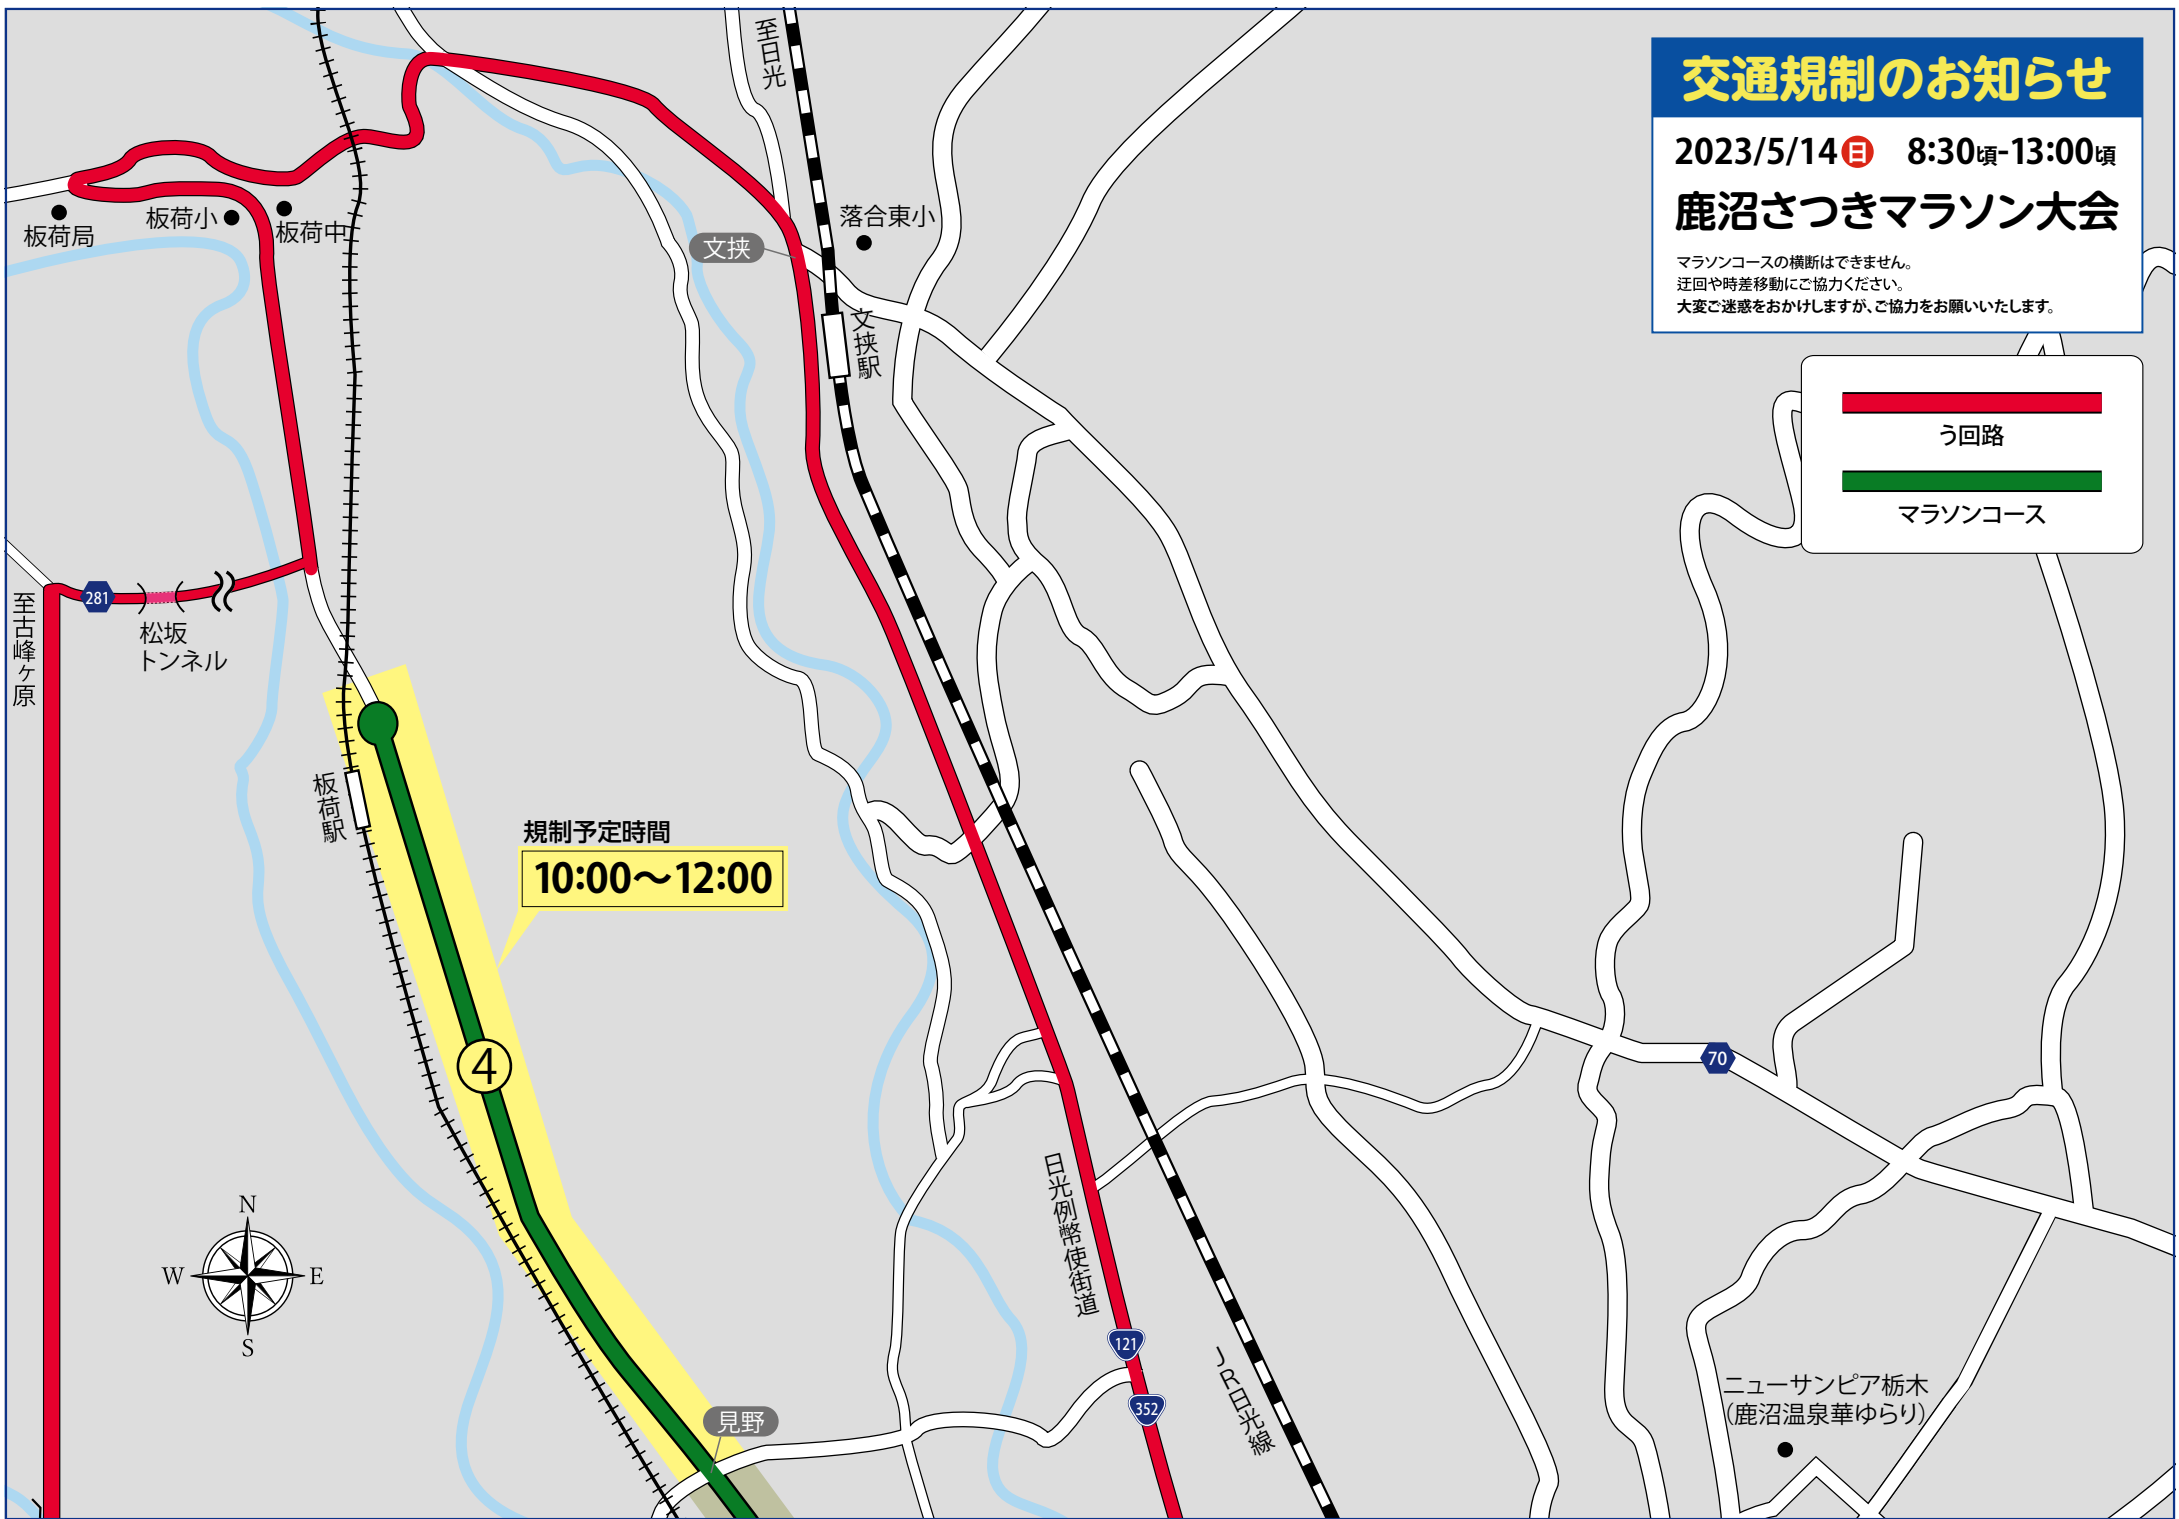 交通規制のお知らせ
2023/5/14日 8:30頃-13:00頃
鹿沼さつきマラソン大会
マラソンコースの横断はできません。
迂回や時差移動にご協力ください。
大変ご迷惑をおかけしますが、ご協力をお願いいたします。
う回路
マラソンコース
至日光
落合東小
文挟
文挟駅
板荷局
板荷小
板荷中
281
松坂
トンネル
至古峰ヶ原
板荷駅
規制予定時間
10:00〜12:00
4
70
日光例幣使街道
N
W
E
S
121
352
JR日光線
見野
ニューサンピア栃木
(鹿沼温泉華ゆらり)